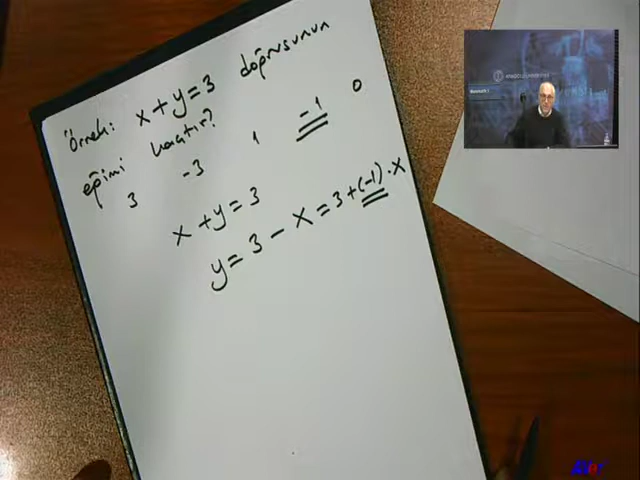 Örnek: x + y = 3 doğrusunun
eğimi kaçtır?
3 -3 1 -1 0
x + y = 3
y = 3 - x = 3 + (-1) · x